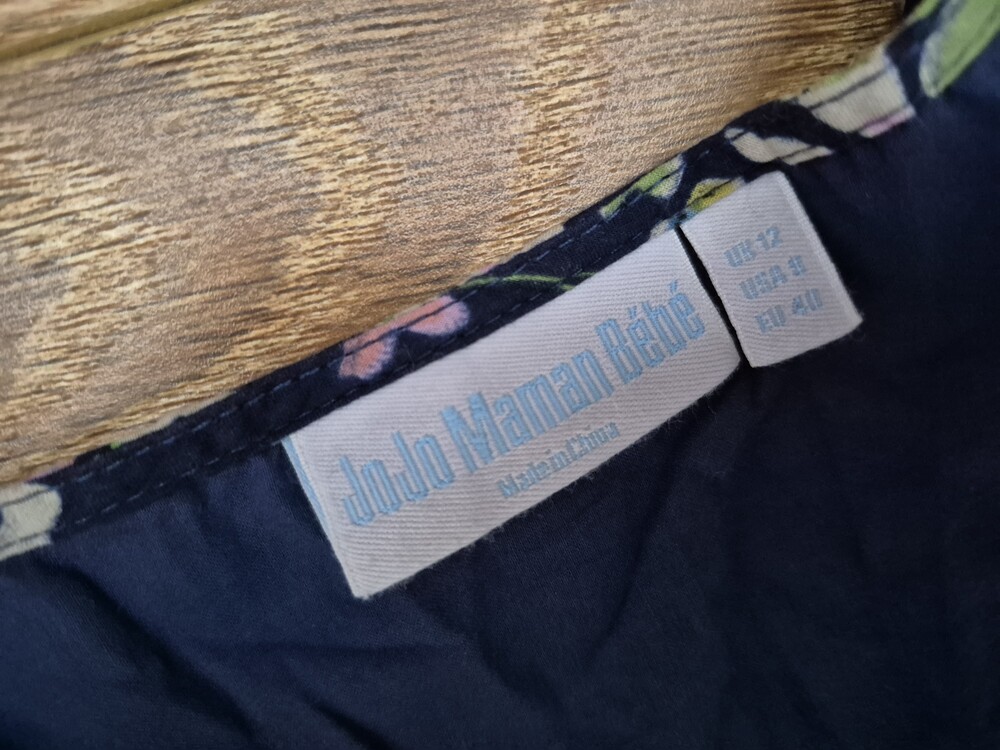 JoJo Maman Bébé
Made in China
UK 12
USA 8
EU 40